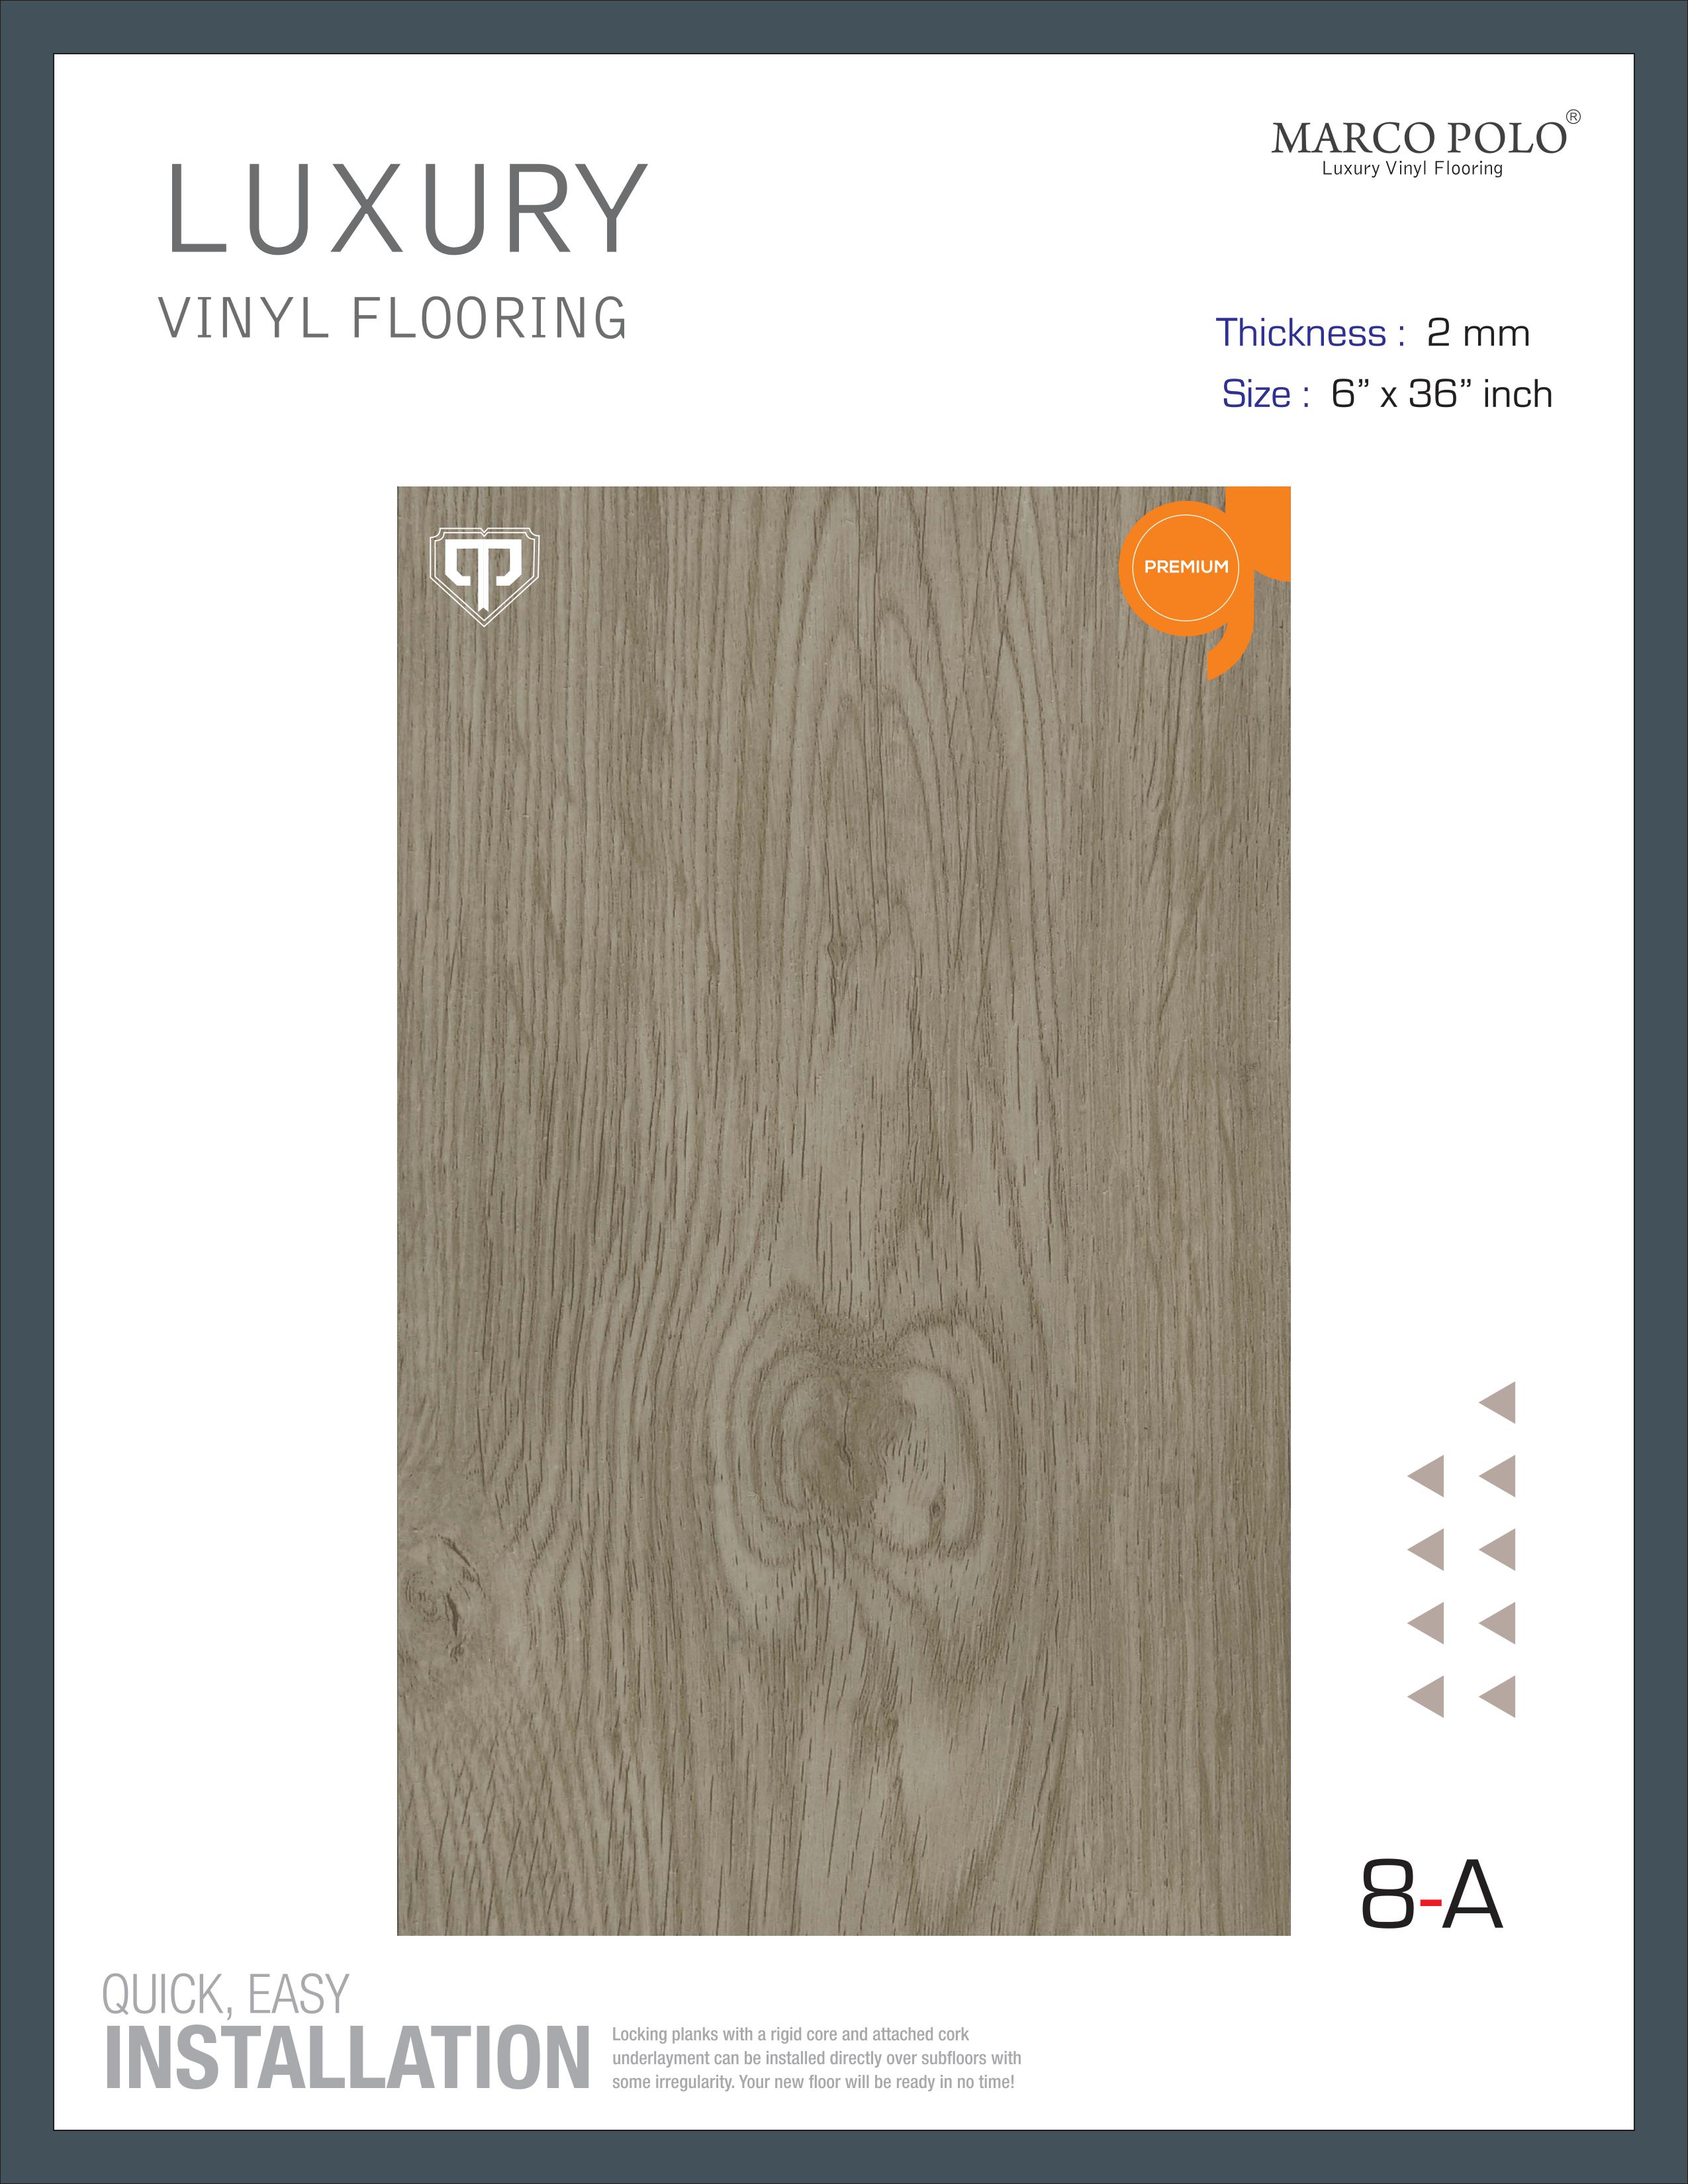 MARCO POLO®
Luxury Vinyl Flooring
LUXURY
VINYL FLOORING
Thickness : 2 mm
Size : 6” x 36” inch
PREMIUM
8-A
QUICK, EASY
INSTALLATION
Locking planks with a rigid core and attached cork
underlayment can be installed directly over subfloors with
some irregularity. Your new floor will be ready in no time!